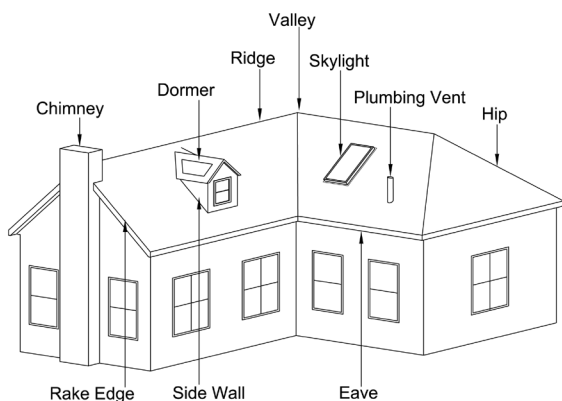 Valley
Ridge
Skylight
Dormer
Plumbing Vent
Chimney
Hip
Rake Edge
Side Wall
Eave